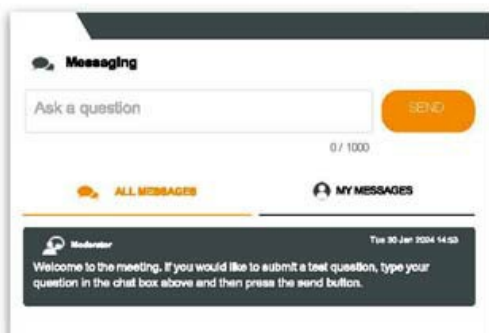 Messaging
Ask a question
SEND
0 / 1000
ALL MESSAGES
MY MESSAGES
Moderator
Tue 30 Jan 2024 14:53
Welcome to the meeting. If you would like to submit a test question, type your
question in the chat box above and then press the send button.